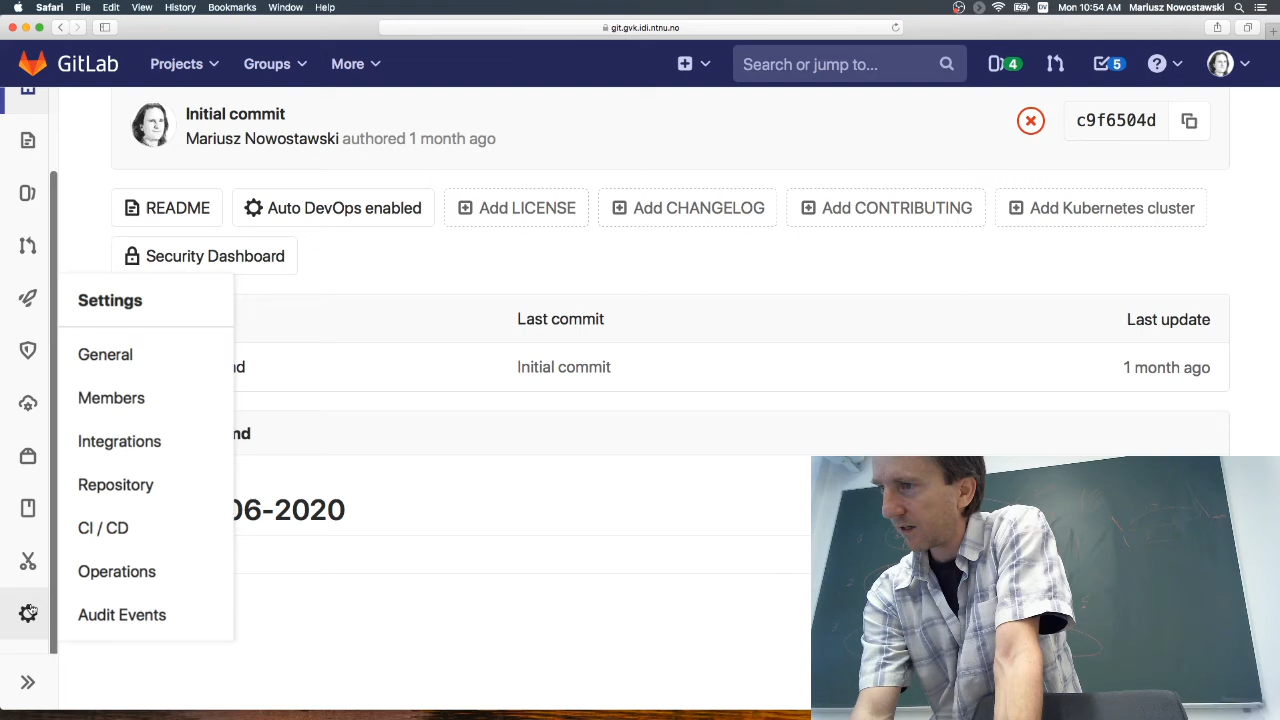 Safari File Edit View History Bookmarks Window Help
Mon 10:54 AM Mariusz Nowostawski
git.gvk.idi.ntnu.no
GitLab Projects Groups More Search or jump to... 4 5
Initial commit
Mariusz Nowostawski authored 1 month ago
c9f6504d
README Auto DevOps enabled Add LICENSE Add CHANGELOG Add CONTRIBUTING Add Kubernetes cluster
Security Dashboard
Settings
General
Members
Integrations
Repository
CI / CD
Operations
Audit Events
Last commit Last update
Initial commit 1 month ago
06-2020